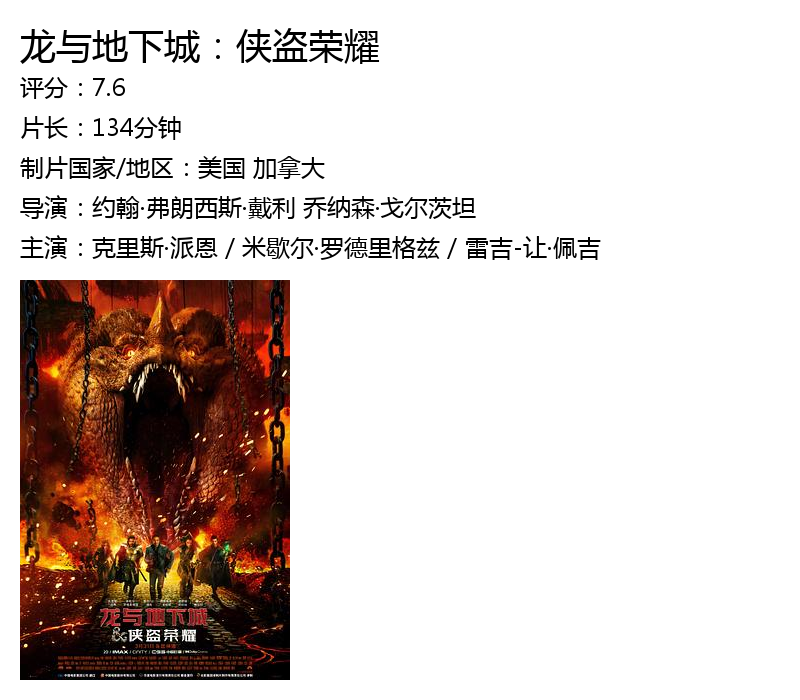 龙与地下城：侠盗荣耀
评分：7.6
片长：134分钟
制片国家/地区：美国 加拿大
导演：约翰·弗朗西斯·戴利 乔纳森·戈尔茨坦
主演：克里斯·派恩 / 米歇尔·罗德里格兹 / 雷吉-让·佩吉
龙与地下城
&侠盗荣耀